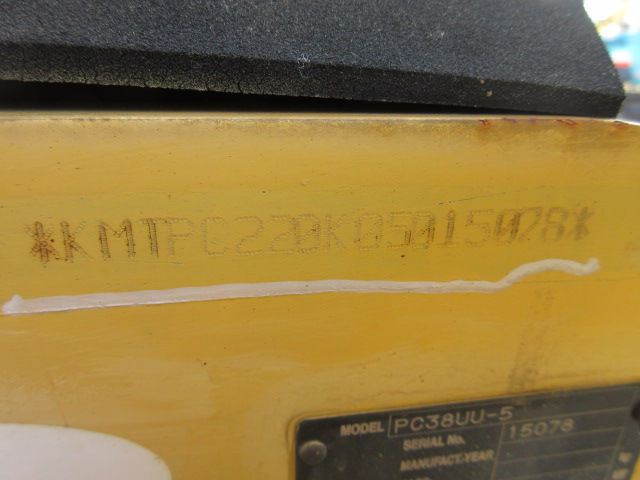 *KMTPC220K05015078*
MODEL PC38UU-5
SERIAL No. 15078
MANUFACT.YEAR